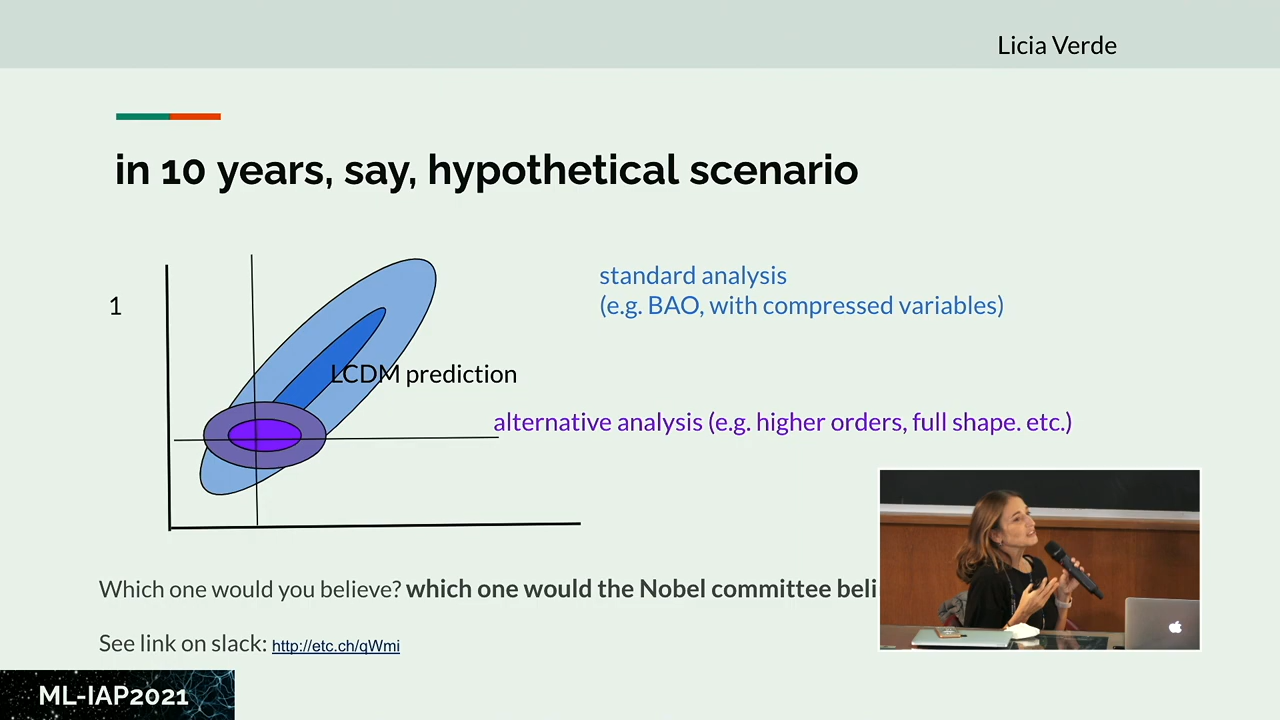 Licia Verde
in 10 years, say, hypothetical scenario
standard analysis
(e.g. BAO, with compressed variables)
1
LCDM prediction
alternative analysis (e.g. higher orders, full shape. etc.)
Which one would you believe? which one would the Nobel committee beli
See link on slack: http://etc.ch/qWmi
ML-IAP2021